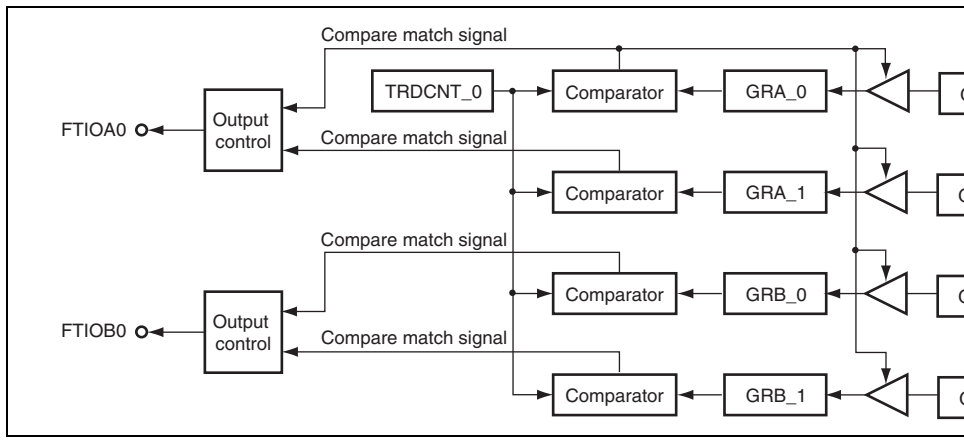 Compare match signal
TRDCNT_0
Comparator
GRA_0
FTIOA0
Output
control
Compare match signal
Comparator
GRA_1
Compare match signal
Comparator
GRB_0
FTIOB0
Output
control
Compare match signal
Comparator
GRB_1